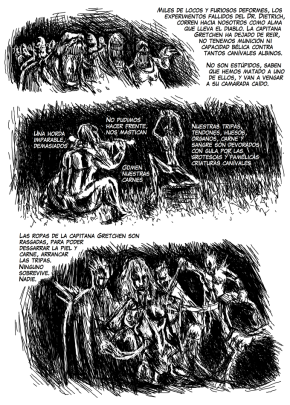 Miles de locos y furiosos deformes, los
experimentos fallidos del Dr. Dietrich,
corren hacia nosotros como alma
que lleva el diablo. La capitana
Gretchen ha dejado de reir,
no tenemos munición ni
capacidad bélica contra
tantos caníbales albinos.
No son estúpidos, saben
que hemos matado a uno
de ellos, y van a vengar
a su camarada caido.
Una horda
imparable,
demasiados
No pudimos
hacer frente,
nos mastican
Comen
nuestras
carnes
Nuestras tripas,
tendones, huesos,
organos, carne y
sangre son devorados
con gula por las
grotescas y famélicas
criaturas caníbales
Las ropas de la capitana Gretchen son
rasgadas, para poder
desgarrar la piel y
carne, arrancar
las tripas.
Ninguno
sobrevive.
Nadie.